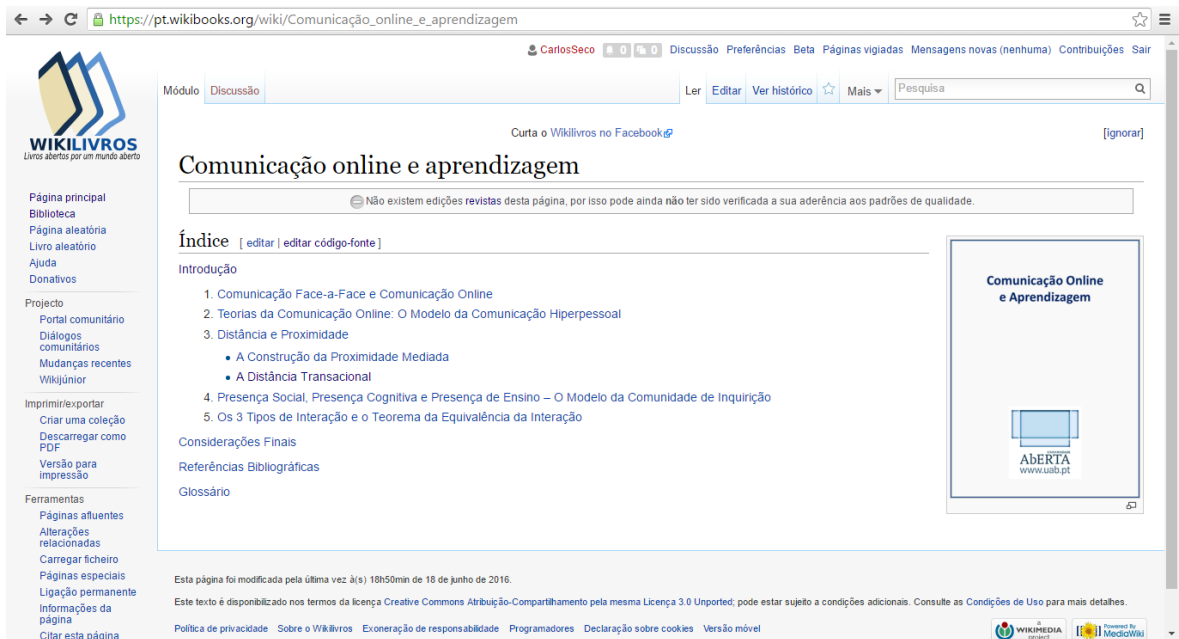 https://pt.wikibooks.org/wiki/Comunicação_online_e_aprendizagem
CarlosSeco 0 0 Discussão Preferências Beta Páginas vigiadas Mensagens novas (nenhuma) Contribuições Sair
Módulo Discussão Ler Editar Ver histórico Mais Pesquisa
WIKILIVROS
Livros abertos por um mundo aberto
Curta o Wikilivros no Facebook [ignorar]
Comunicação online e aprendizagem
Não existem edições revistas desta página, por isso pode ainda não ter sido verificada a sua aderência aos padrões de qualidade.
Página principal
Biblioteca
Página aleatória
Livro aleatório
Ajuda
Donativos
Projecto
Portal comunitário
Diálogos
comunitários
Mudanças recentes
Wikijúnior
Imprimir/exportar
Criar uma coleção
Descarregar como
PDF
Versão para
impressão
Ferramentas
Páginas afluentes
Alterações
relacionadas
Carregar ficheiro
Páginas especiais
Ligação permanente
Informações da
página
Citar esta página
Índice [ editar | editar código-fonte ]
Introdução
1. Comunicação Face-a-Face e Comunicação Online
2. Teorias da Comunicação Online: O Modelo da Comunicação Hiperpessoal
3. Distância e Proximidade
• A Construção da Proximidade Mediada
• A Distância Transacional
4. Presença Social, Presença Cognitiva e Presença de Ensino – O Modelo da Comunidade de Inquirição
5. Os 3 Tipos de Interação e o Teorema da Equivalência da Interação
Considerações Finais
Referências Bibliográficas
Glossário
Comunicação Online
e Aprendizagem
AbERTA
www.uab.pt
Esta página foi modificada pela última vez à(s) 18h50min de 18 de junho de 2016.
Este texto é disponibilizado nos termos da licença Creative Commons Atribuição-Compartilhamento pela mesma Licença 3.0 Unported; pode estar sujeito a condições adicionais. Consulte as Condições de Uso para mais detalhes.
Política de privacidade Sobre o Wikilivros Exoneração de responsabilidade Programadores Declaração sobre cookies Versão móvel
a
WIKIMEDIA
project
Powered By
MediaWiki